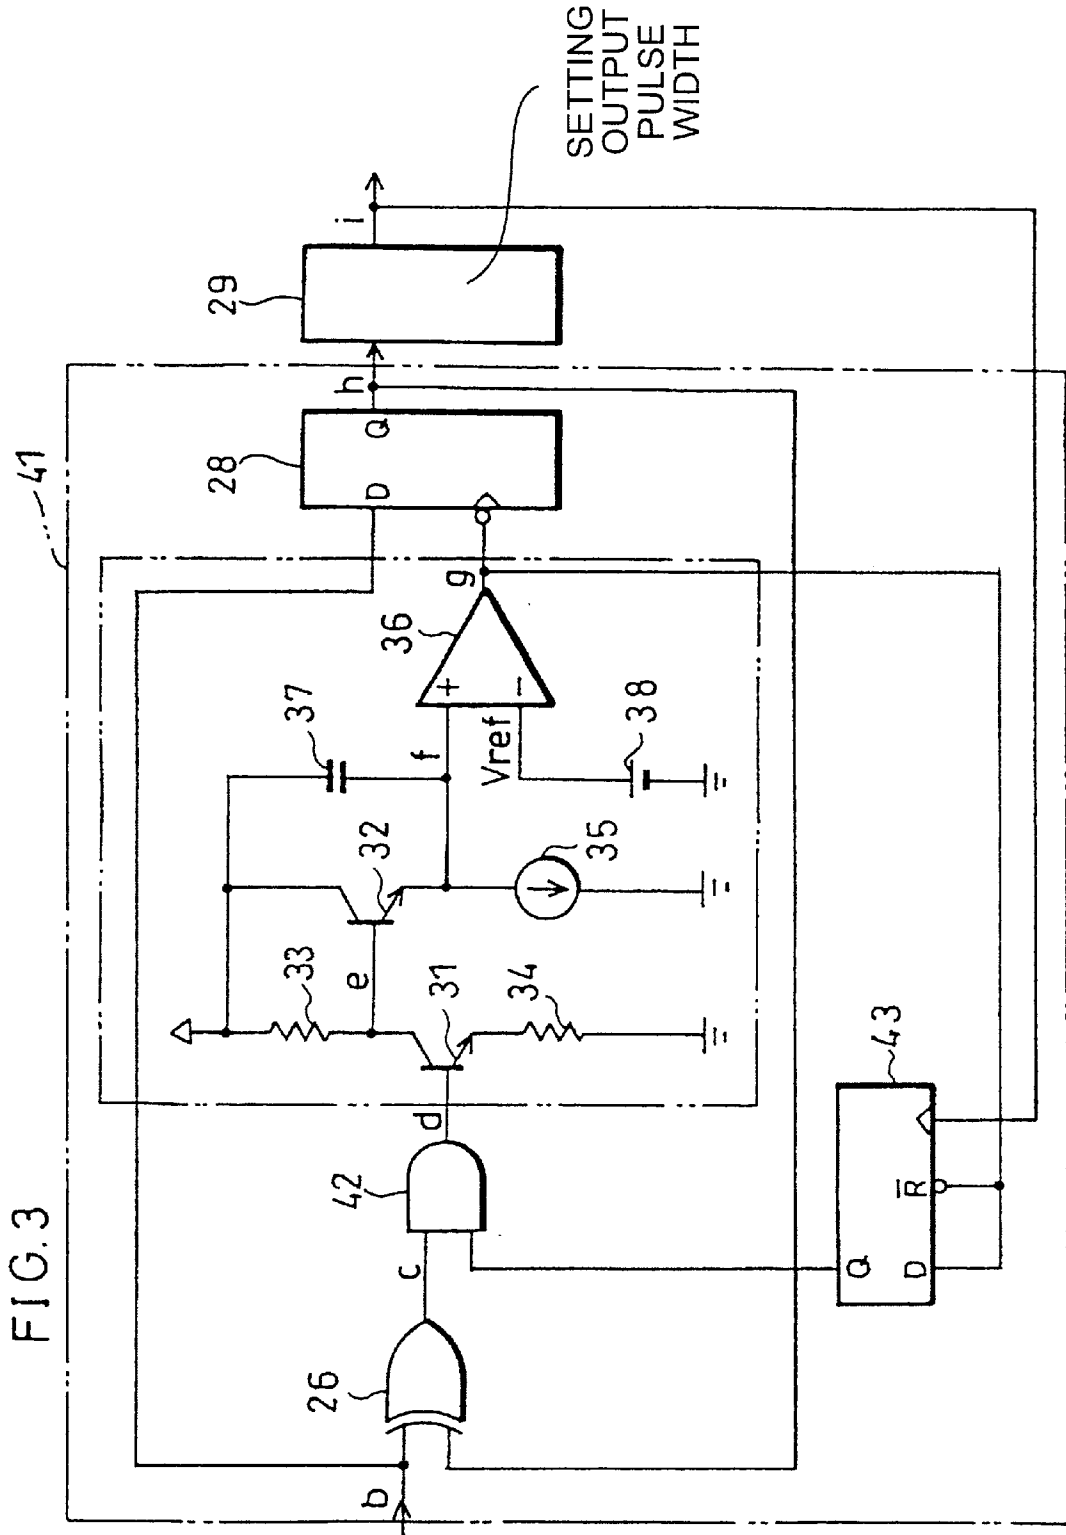 FIG.3
41
29
SETTING
OUTPUT
PULSE
WIDTH
i
h
28
D
Q
g
36
+
−
37
f
Vref
38
32
35
33
e
31
34
d
42
c
26
b
43
Q
D
R̅